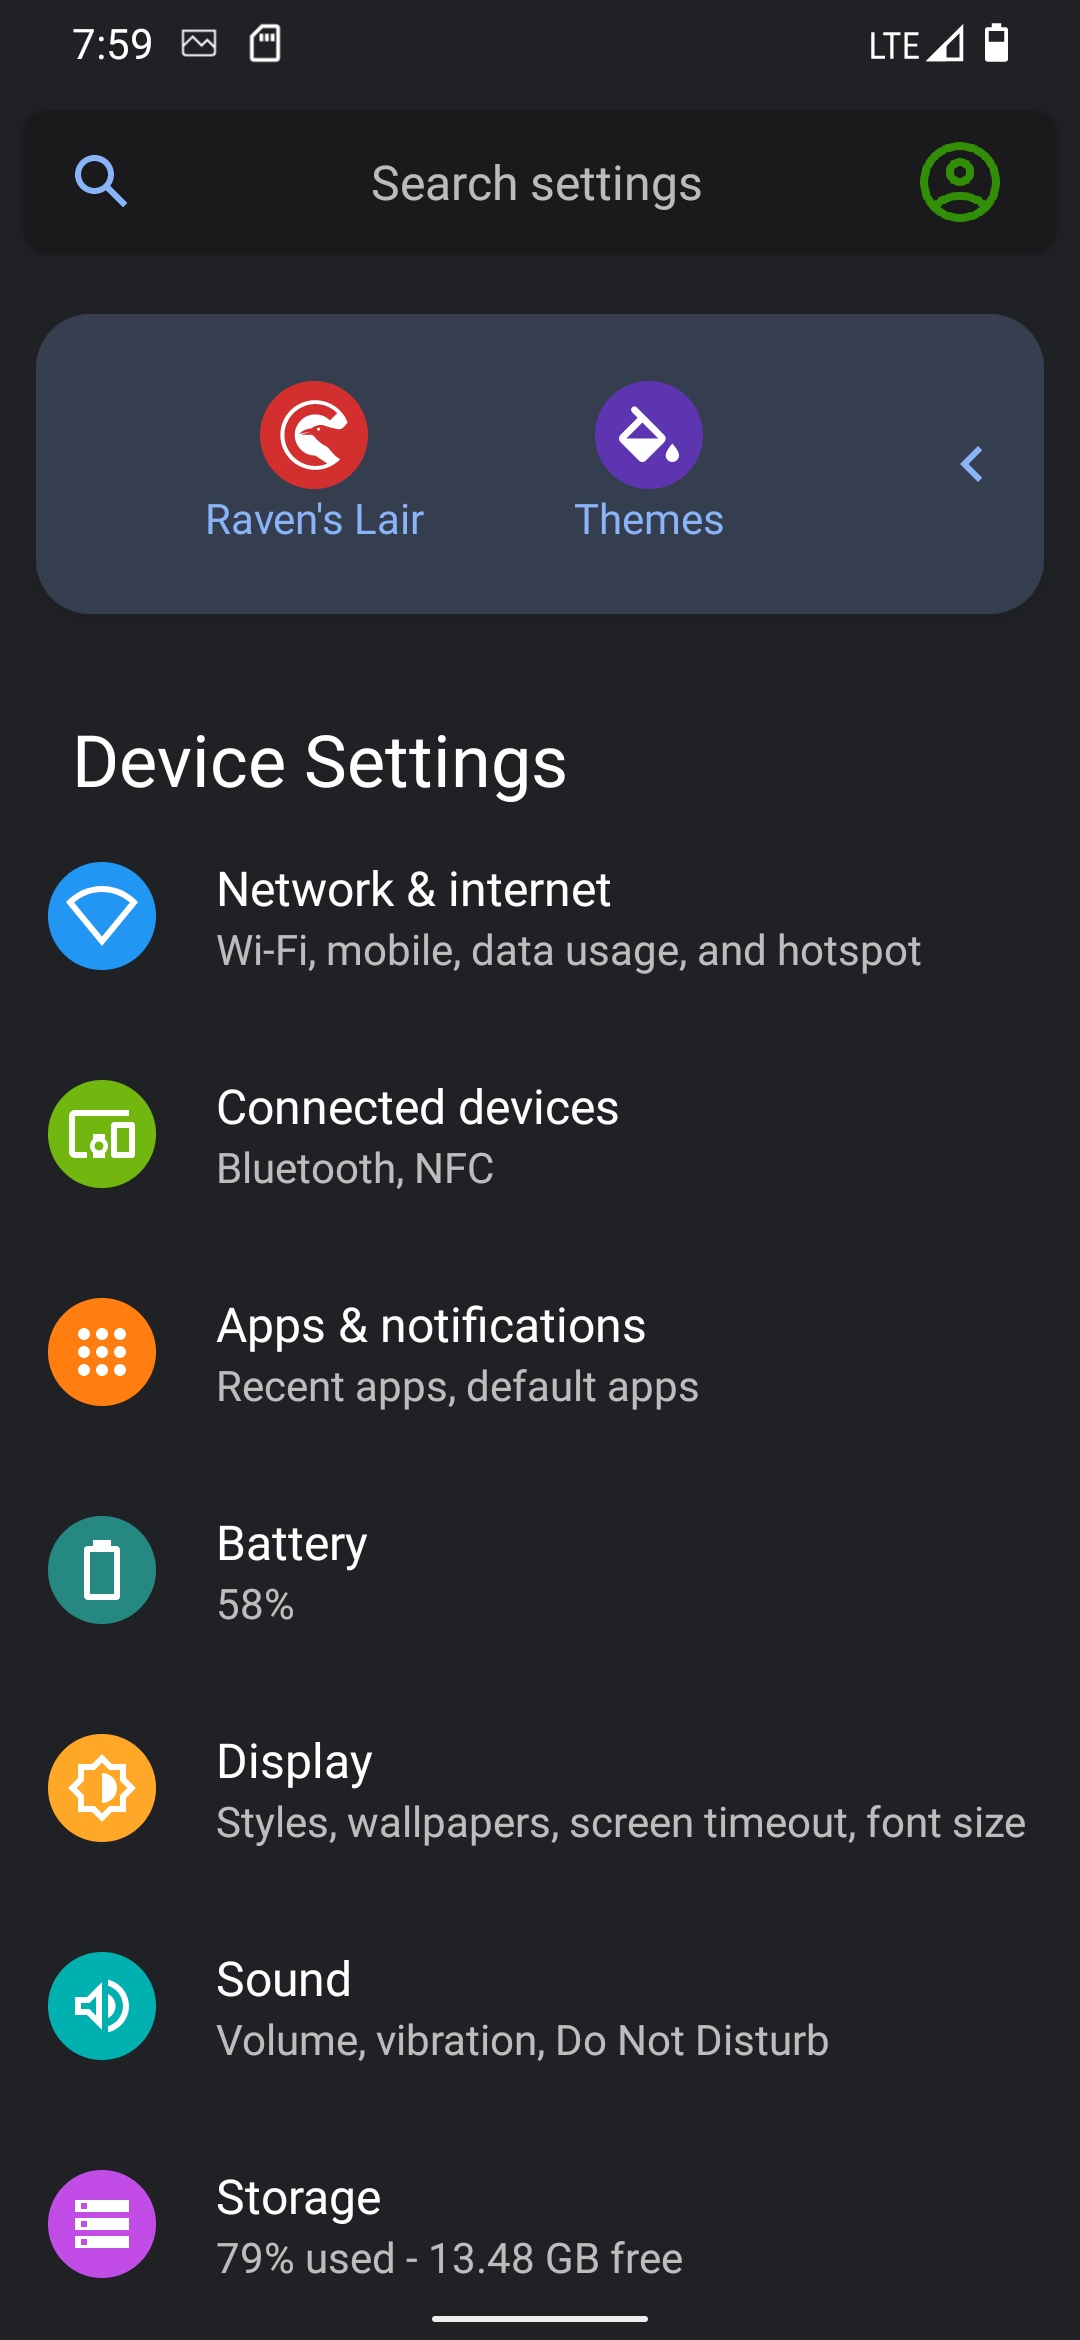 7:59
LTE
Search settings
Raven's Lair
Themes
Device Settings
Network & internet
Wi-Fi, mobile, data usage, and hotspot
Connected devices
Bluetooth, NFC
Apps & notifications
Recent apps, default apps
Battery
58%
Display
Styles, wallpapers, screen timeout, font size
Sound
Volume, vibration, Do Not Disturb
Storage
79% used - 13.48 GB free